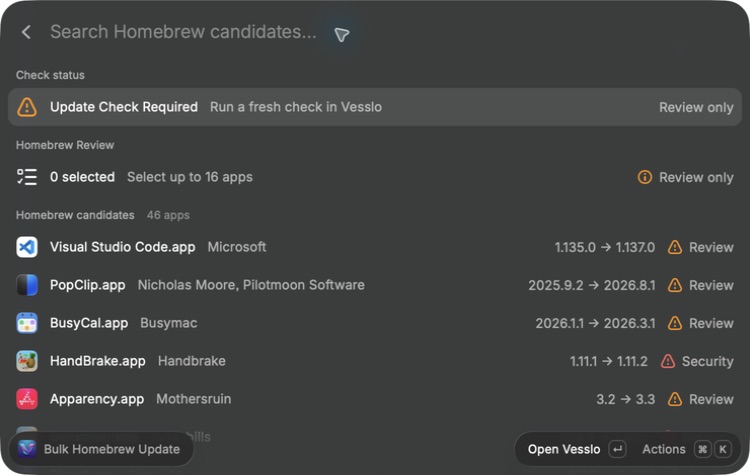 Search Homebrew candidates...
Check status
Update Check Required Run a fresh check in Vesslo Review only
Homebrew Review
0 selected Select up to 16 apps Review only
Homebrew candidates 46 apps
Visual Studio Code.app Microsoft 1.135.0 → 1.137.0 Review
PopClip.app Nicholas Moore, Pilotmoon Software 2025.9.2 → 2026.8.1 Review
BusyCal.app Busymac 2026.1.1 → 2026.3.1 Review
HandBrake.app Handbrake 1.11.1 → 1.11.2 Security
Apparency.app Mothersruin 3.2 → 3.3 Review
Bulk Homebrew Update Open Vesslo ↵ Actions ⌘ K